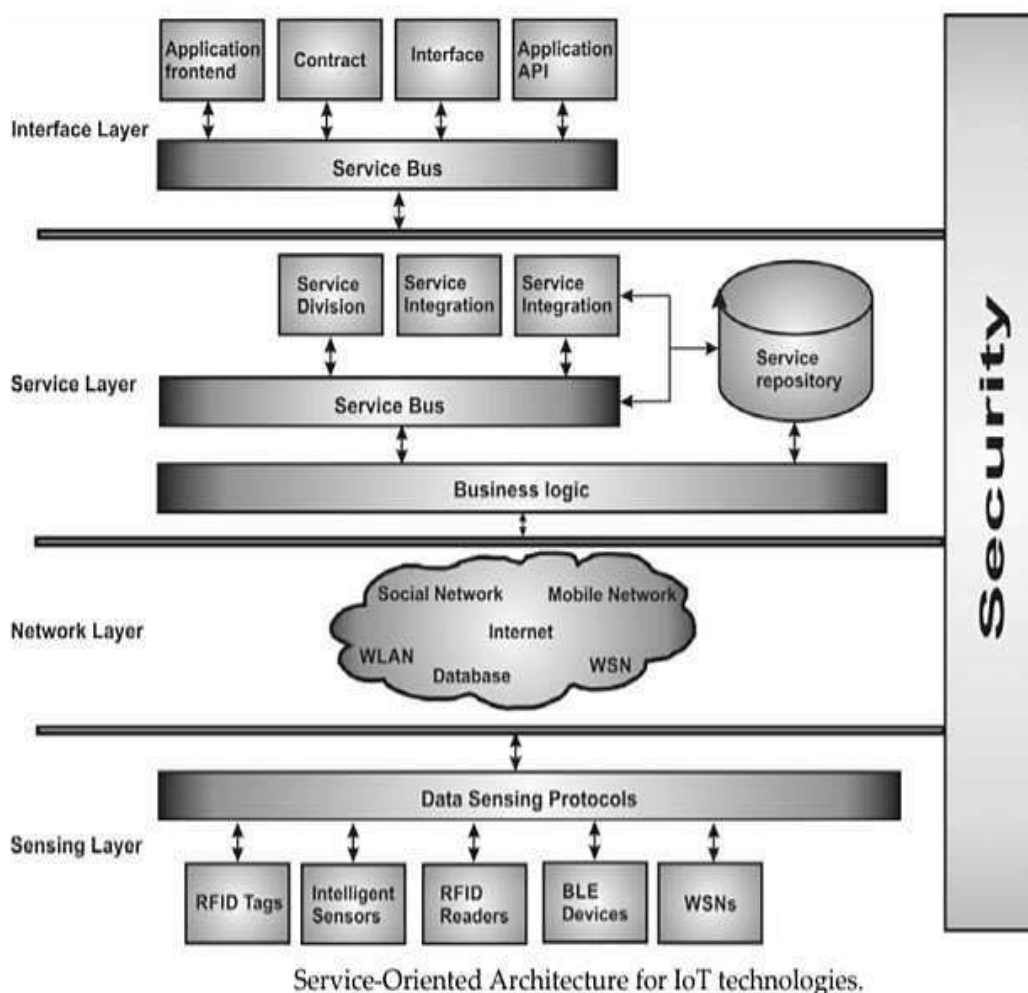 Application
frontend
Contract
Interface
Application
API
Interface Layer
Service Bus
Service
Division
Service
Integration
Service
Integration
Service
repository
Service Layer
Service Bus
Business logic
Social Network
Mobile Network
Internet
Network Layer
WLAN
WSN
Database
Data Sensing Protocols
Sensing Layer
RFID Tags
Intelligent
Sensors
RFID
Readers
BLE
Devices
WSNs
Security
Service-Oriented Architecture for IoT technologies.